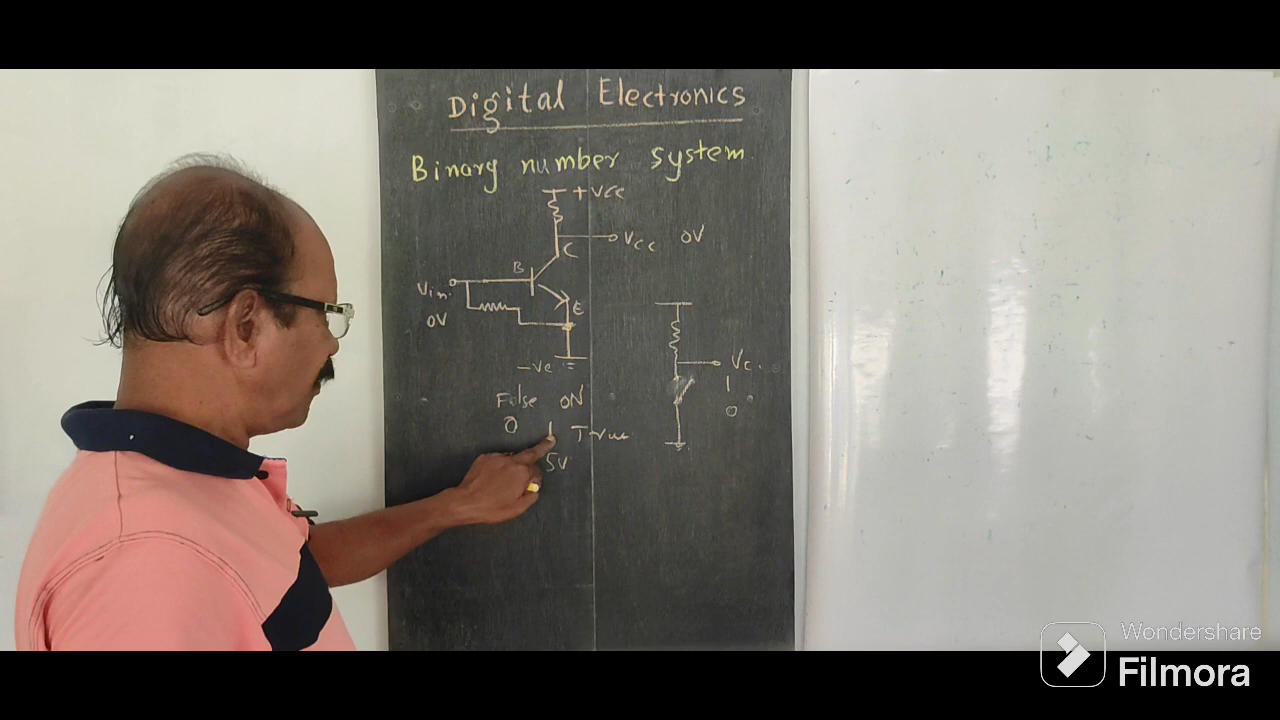 Digital Electronics
Binary number system
+VCC
VCC 0V
C
B
Vin.
E
0V
-Ve
VC.
1
0
False ON
0 1 True
5V
Wondershare
Filmora